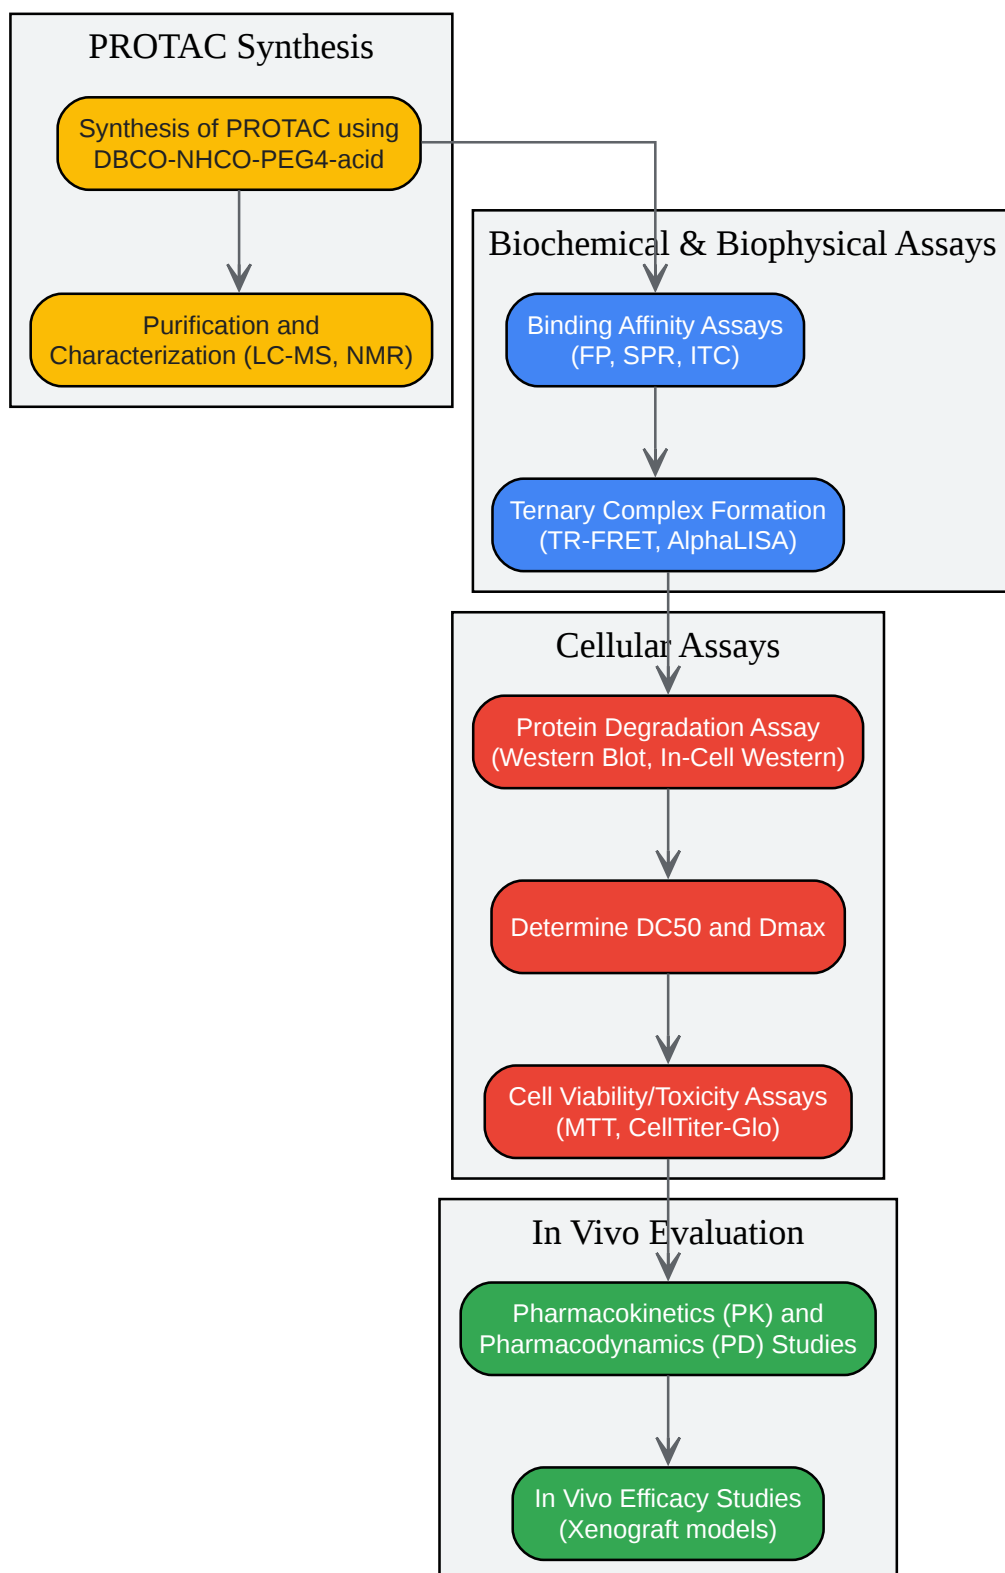 PROTAC Synthesis
Synthesis of PROTAC using
DBCO-NHCO-PEG4-acid
Purification and
Characterization (LC-MS, NMR)
Biochemical & Biophysical Assays
Binding Affinity Assays
(FP, SPR, ITC)
Ternary Complex Formation
(TR-FRET, AlphaLISA)
Cellular Assays
Protein Degradation Assay
(Western Blot, In-Cell Western)
Determine DC50 and Dmax
Cell Viability/Toxicity Assays
(MTT, CellTiter-Glo)
In Vivo Evaluation
Pharmacokinetics (PK) and
Pharmacodynamics (PD) Studies
In Vivo Efficacy Studies
(Xenograft models)